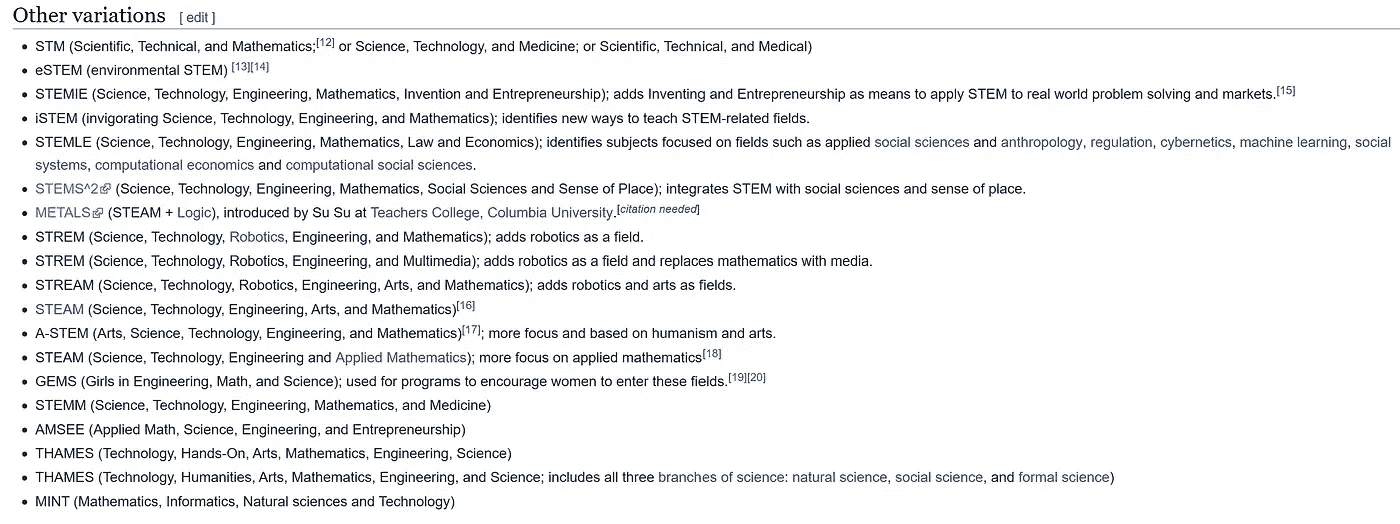 Other variations [ edit ]
STM (Scientific, Technical, and Mathematics;[12] or Science, Technology, and Medicine; or Scientific, Technical, and Medical)
eSTEM (environmental STEM) [13][14]
STEMIE (Science, Technology, Engineering, Mathematics, Invention and Entrepreneurship); adds Inventing and Entrepreneurship as means to apply STEM to real world problem solving and markets.[15]
iSTEM (invigorating Science, Technology, Engineering, and Mathematics); identifies new ways to teach STEM-related fields.
STEMLE (Science, Technology, Engineering, Mathematics, Law and Economics); identifies subjects focused on fields such as applied social sciences and anthropology, regulation, cybernetics, machine learning, social
systems, computational economics and computational social sciences.
STEMS^2 (Science, Technology, Engineering, Mathematics, Social Sciences and Sense of Place); integrates STEM with social sciences and sense of place.
METALS (STEAM + Logic), introduced by Su Su at Teachers College, Columbia University.[citation needed]
STREM (Science, Technology, Robotics, Engineering, and Mathematics); adds robotics as a field.
STREM (Science, Technology, Robotics, Engineering, and Multimedia); adds robotics as a field and replaces mathematics with media.
STREAM (Science, Technology, Robotics, Engineering, Arts, and Mathematics); adds robotics and arts as fields.
STEAM (Science, Technology, Engineering, Arts, and Mathematics)[16]
A-STEM (Arts, Science, Technology, Engineering, and Mathematics)[17]; more focus and based on humanism and arts.
STEAM (Science, Technology, Engineering and Applied Mathematics); more focus on applied mathematics[18]
GEMS (Girls in Engineering, Math, and Science); used for programs to encourage women to enter these fields.[19][20]
STEMM (Science, Technology, Engineering, Mathematics, and Medicine)
AMSEE (Applied Math, Science, Engineering, and Entrepreneurship)
THAMES (Technology, Hands-On, Arts, Mathematics, Engineering, Science)
THAMES (Technology, Humanities, Arts, Mathematics, Engineering, and Science; includes all three branches of science: natural science, social science, and formal science)
MINT (Mathematics, Informatics, Natural sciences and Technology)